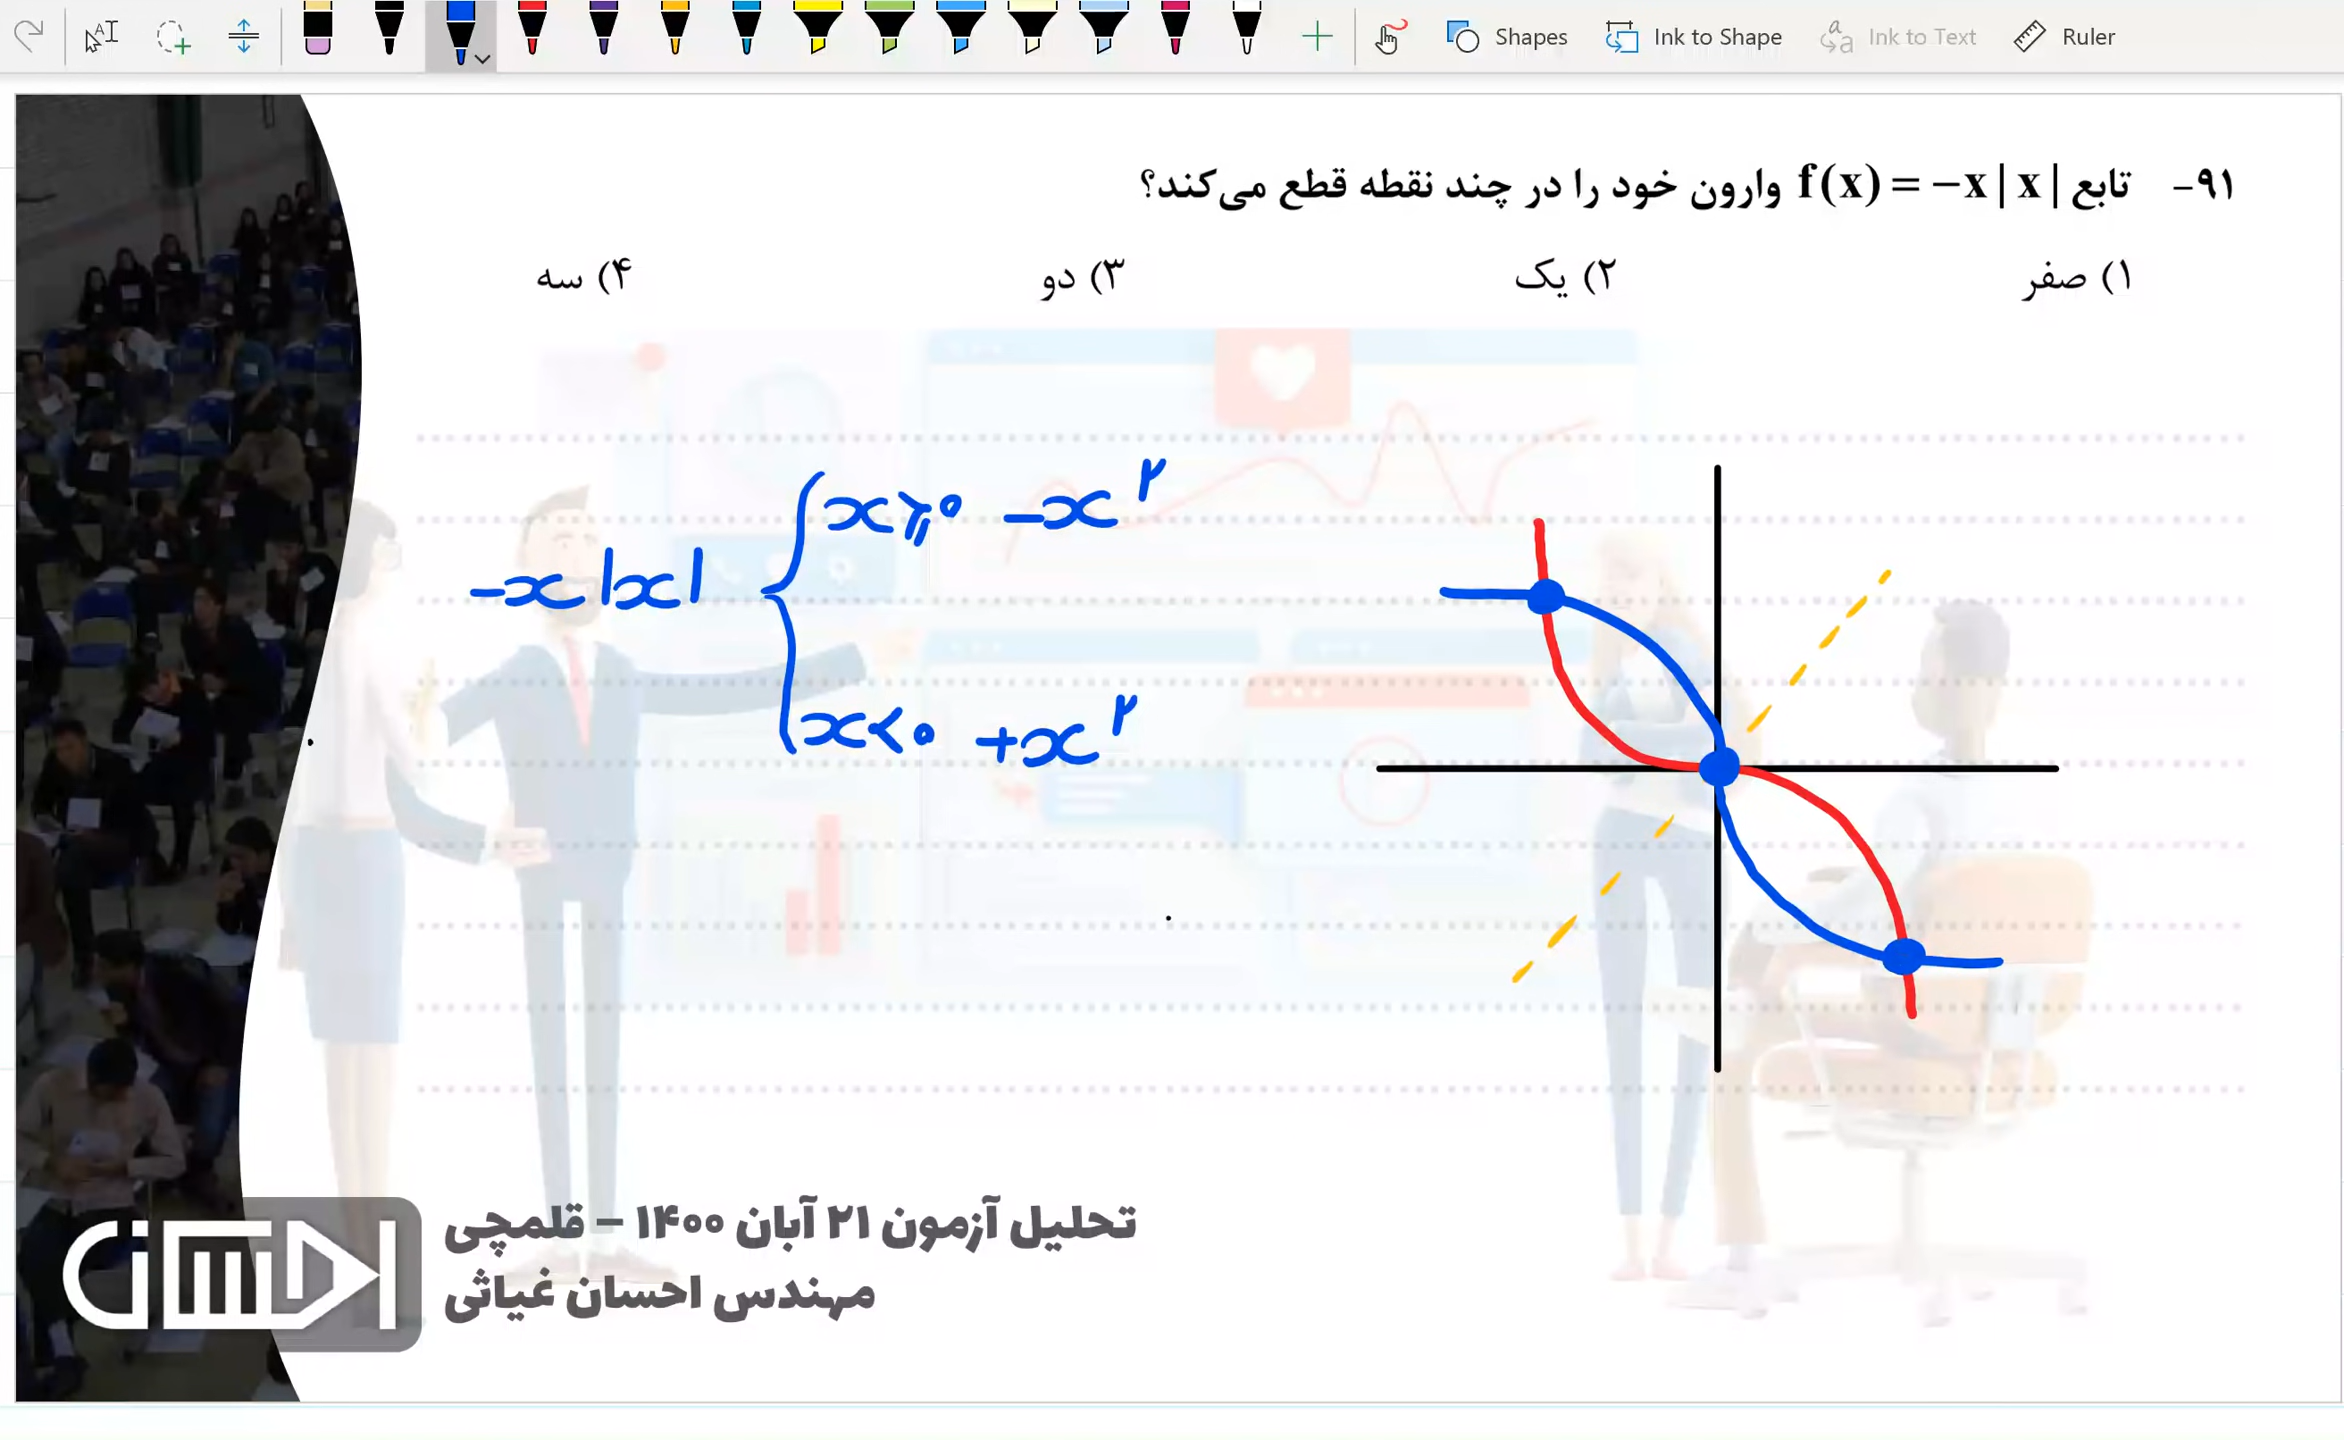 Shapes Ink to Shape Ink to Text Ruler
۹۱- تابع f(x) = −x|x| وارون خود را در چند نقطه قطع می‌کند؟
۱) صفر ۲) یک ۳) دو ۴) سه
x⩾۰ −x²
−x|x|
x<۰ +x²
تحلیل آزمون ۲۱ آبان ۱۴۰۰ – قلمچی
مهندس احسان غیاثی